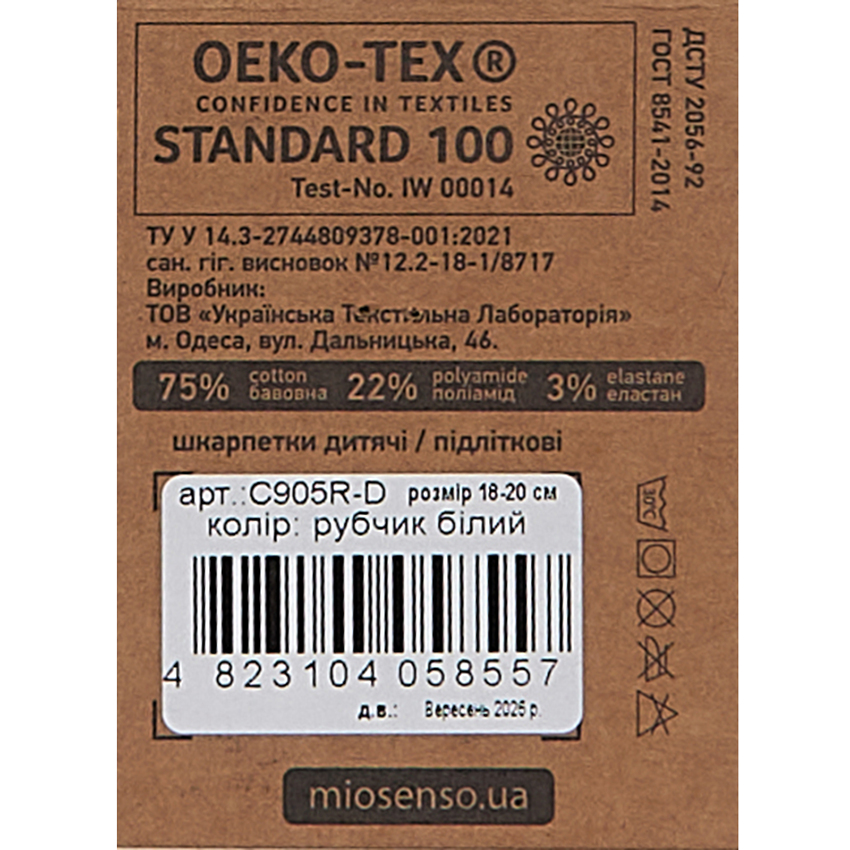 OEKO-TEX®
CONFIDENCE IN TEXTILES
STANDARD 100
Test-No. IW 00014
ДСТУ 2056-92
ГОСТ 8541-2014
ТУ У 14.3-2744809378-001:2021
сан. гіг. висновок №12.2-18-1/8717
Виробник:
ТОВ «Українська Текстильна Лабораторія»
м. Одеса, вул. Дальницька, 46.
75% cotton бавовна 22% polyamide поліамід 3% elastane еластан
шкарпетки дитячі / підліткові
арт.:C905R-D розмір 18-20 см
колір: рубчик білий
4 823104 058557
д.в.: Вересень 2026 р.
30°C
miosenso.ua